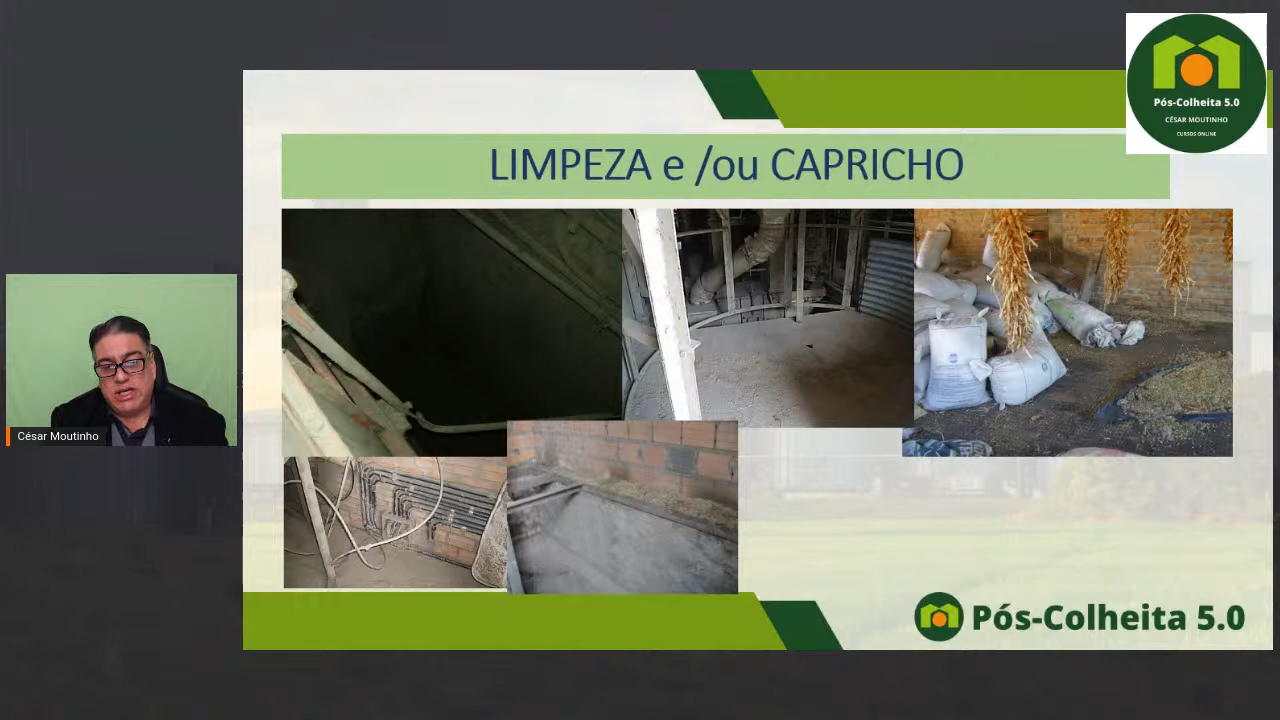 Pós-Colheita 5.0
CÉSAR MOUTINHO
CURSOS ONLINE
LIMPEZA e /ou CAPRICHO
César Moutinho
Pós-Colheita 5.0